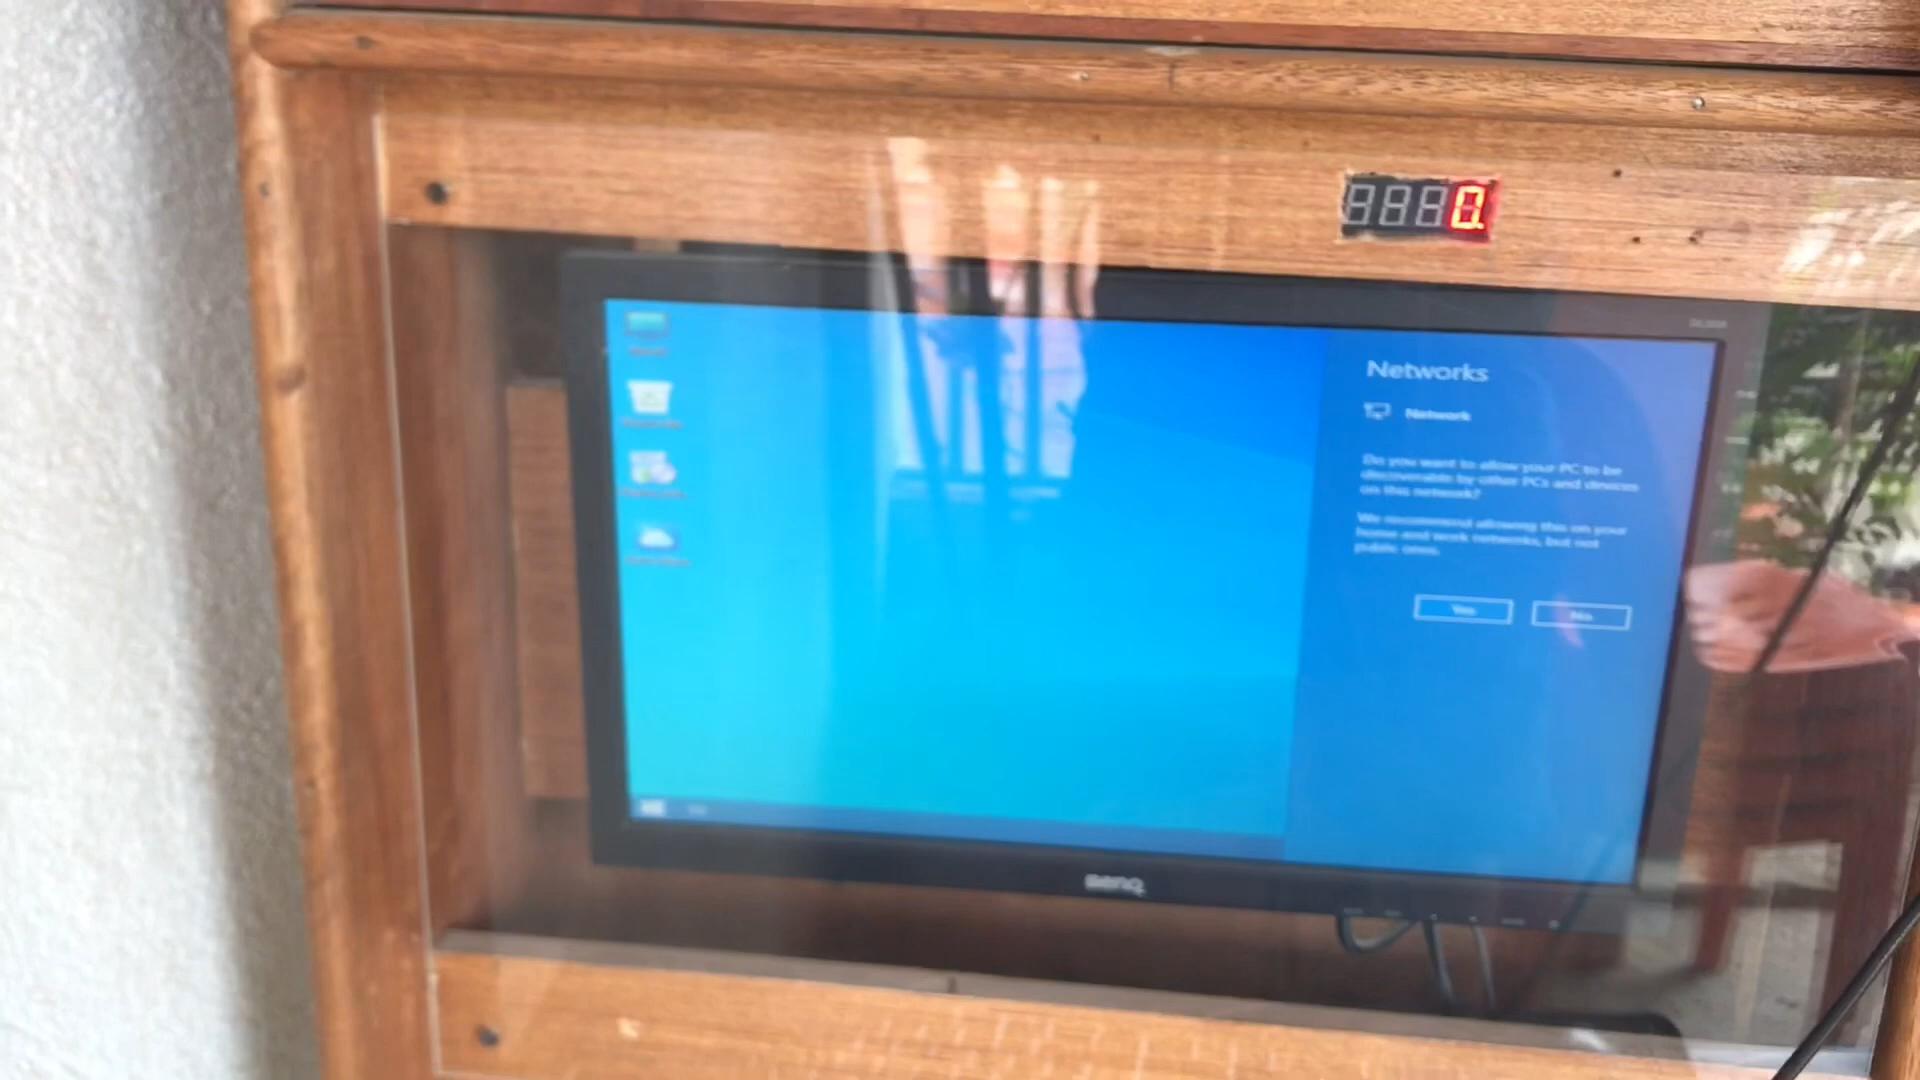 0.
Networks
Network
Do you want to allow your PC to be
discoverable by other PCs and devices
on this network?
We recommend allowing this on your
home and work networks, but not
public ones.
Yes
No
BenQ